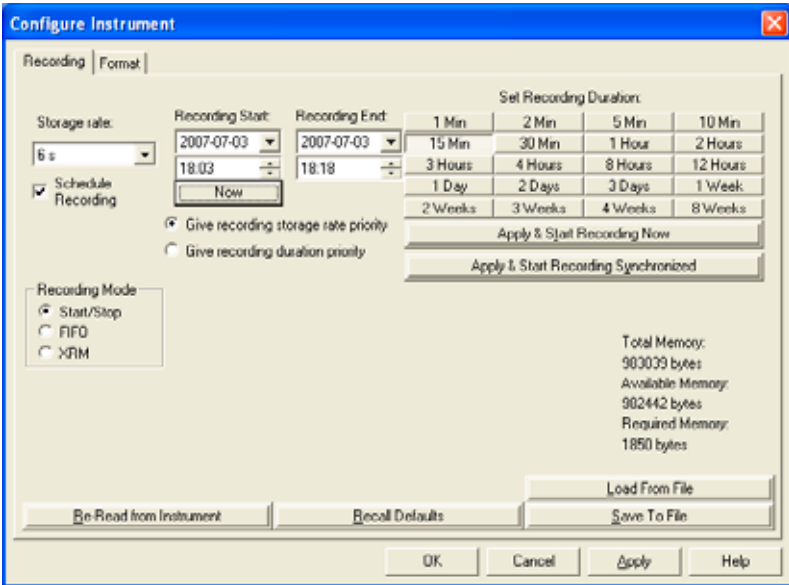 Configure Instrument
Recording
Format
Storage rate:
6 s
Schedule
Recording
Recording Start:
2007-07-03
18:03
Now
Recording End:
2007-07-03
18:18
Give recording storage rate priority
Give recording duration priority
Set Recording Duration:
1 Min 2 Min 5 Min 10 Min
15 Min 30 Min 1 Hour 2 Hours
3 Hours 4 Hours 8 Hours 12 Hours
1 Day 2 Days 3 Days 1 Week
2 Weeks 3 Weeks 4 Weeks 8 Weeks
Apply & Start Recording Now
Apply & Start Recording Synchronized
Recording Mode
Start/Stop
FIFO
XRM
Total Memory:
983039 bytes
Available Memory:
982442 bytes
Required Memory:
1850 bytes
Load From File
Re-Read from Instrument
Recall Defaults
Save To File
OK
Cancel
Apply
Help